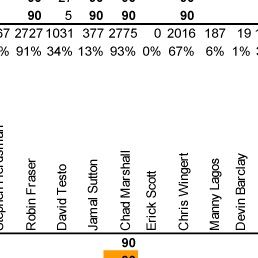 90 5 90 90 90
2727 1031 377 2775 0 2016 187 19
91% 34% 13% 93% 0% 67% 6% 1%
Robin Fraser
David Testo
Jamal Sutton
Chad Marshall
Erick Scott
Chris Wingert
Manny Lagos
Devin Barclay
90